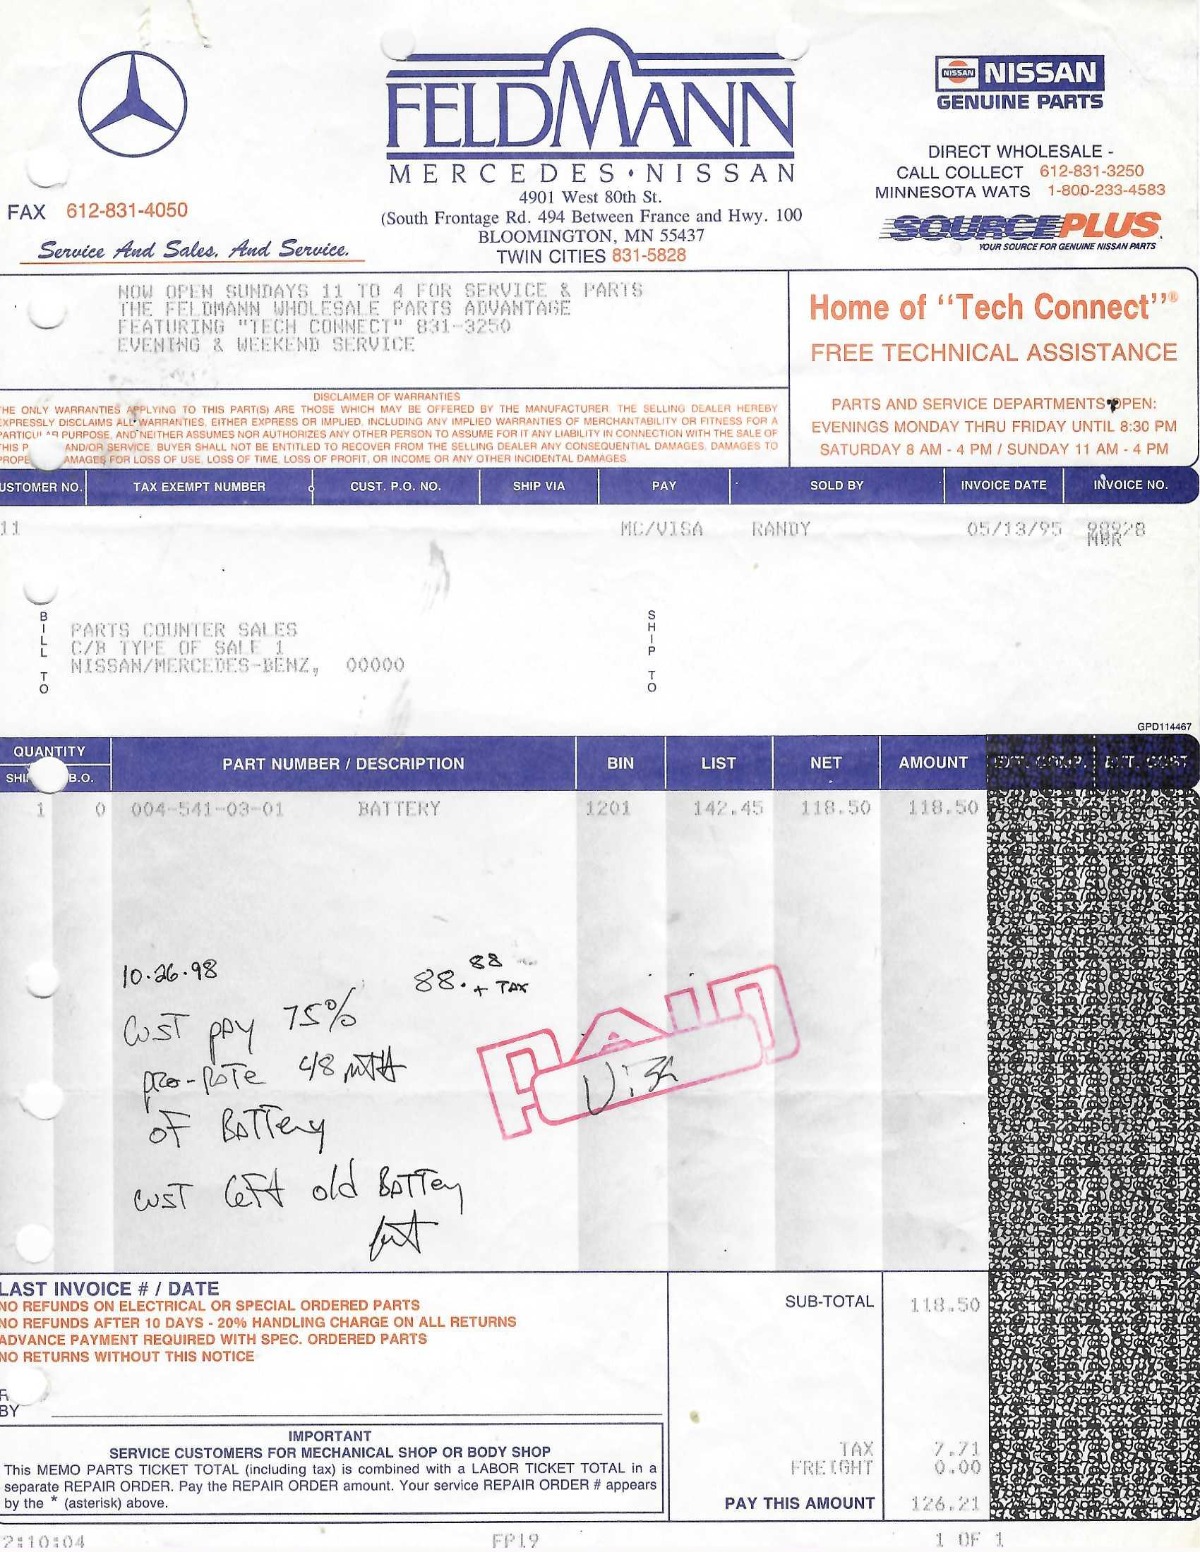 FELDMANN
MERCEDES • NISSAN
4901 West 80th St.
(South Frontage Rd. 494 Between France and Hwy. 100
BLOOMINGTON, MN 55437
TWIN CITIES 831-5828
FAX 612-831-4050
Service And Sales. And Service.
NISSAN NISSAN
GENUINE PARTS
DIRECT WHOLESALE -
CALL COLLECT 612-831-3250
MINNESOTA WATS 1-800-233-4583
SOURCE PLUS
YOUR SOURCE FOR GENUINE NISSAN PARTS
NOW OPEN SUNDAYS 11 TO 4 FOR SERVICE & PARTS
THE FELDMANN WHOLESALE PARTS ADVANTAGE
FEATURING "TECH CONNECT" 831-3250
EVENING & WEEKEND SERVICE
Home of "Tech Connect"®
FREE TECHNICAL ASSISTANCE
PARTS AND SERVICE DEPARTMENTS OPEN:
EVENINGS MONDAY THRU FRIDAY UNTIL 8:30 PM
SATURDAY 8 AM - 4 PM / SUNDAY 11 AM - 4 PM
DISCLAIMER OF WARRANTIES
HE ONLY WARRANTIES APPLYING TO THIS PART(S) ARE THOSE WHICH MAY BE OFFERED BY THE MANUFACTURER. THE SELLING DEALER HEREBY
EXPRESSLY DISCLAIMS ALL WARRANTIES, EITHER EXPRESS OR IMPLIED, INCLUDING ANY IMPLIED WARRANTIES OF MERCHANTABILITY OR FITNESS FOR A
PARTICULAR PURPOSE, AND NEITHER ASSUMES NOR AUTHORIZES ANY OTHER PERSON TO ASSUME FOR IT ANY LIABILITY IN CONNECTION WITH THE SALE OF
THIS P AND/OR SERVICE. BUYER SHALL NOT BE ENTITLED TO RECOVER FROM THE SELLING DEALER ANY CONSEQUENTIAL DAMAGES, DAMAGES TO
PROPE AMAGES FOR LOSS OF USE, LOSS OF TIME, LOSS OF PROFIT, OR INCOME OR ANY OTHER INCIDENTAL DAMAGES.
USTOMER NO. TAX EXEMPT NUMBER CUST. P.O. NO. SHIP VIA PAY SOLD BY INVOICE DATE INVOICE NO.
11 MC/VISA RANDY 05/13/95
BILL TO
PARTS COUNTER SALES
C/B TYPE OF SALE 1
NISSAN/MERCEDES-BENZ, 00000
SHIP TO
GPD114467
QUANTITY
SHI B.O. PART NUMBER / DESCRIPTION BIN LIST NET AMOUNT EXT. COMP. EXT. COST
1 0 004-541-03-01 BATTERY 1201 142.45 118.50 118.50
10-26-98 88.88 + TAX
CUST pay 75%
pro-Rate 48 mth
of Battery
cust left old Battery
PAID
Visa
LAST INVOICE # / DATE
NO REFUNDS ON ELECTRICAL OR SPECIAL ORDERED PARTS
NO REFUNDS AFTER 10 DAYS - 20% HANDLING CHARGE ON ALL RETURNS
ADVANCE PAYMENT REQUIRED WITH SPEC. ORDERED PARTS
NO RETURNS WITHOUT THIS NOTICE
SUB-TOTAL 118.50
R
BY
IMPORTANT
SERVICE CUSTOMERS FOR MECHANICAL SHOP OR BODY SHOP
This MEMO PARTS TICKET TOTAL (including tax) is combined with a LABOR TICKET TOTAL in a
separate REPAIR ORDER. Pay the REPAIR ORDER amount. Your service REPAIR ORDER # appears
by the * (asterisk) above.
TAX 7.71
FREIGHT 0.00
PAY THIS AMOUNT 126.21
2:10:04 FP19 1 OF 1